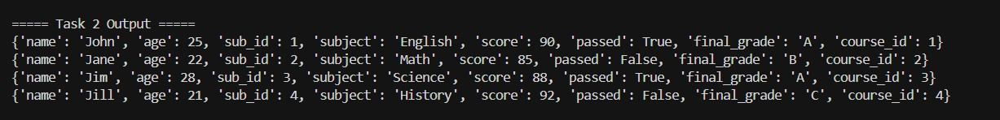 ===== Task 2 Output =====
{'name': 'John', 'age': 25, 'sub_id': 1, 'subject': 'English', 'score': 90, 'passed': True, 'final_grade': 'A', 'course_id': 1}
{'name': 'Jane', 'age': 22, 'sub_id': 2, 'subject': 'Math', 'score': 85, 'passed': False, 'final_grade': 'B', 'course_id': 2}
{'name': 'Jim', 'age': 28, 'sub_id': 3, 'subject': 'Science', 'score': 88, 'passed': True, 'final_grade': 'A', 'course_id': 3}
{'name': 'Jill', 'age': 21, 'sub_id': 4, 'subject': 'History', 'score': 92, 'passed': False, 'final_grade': 'C', 'course_id': 4}